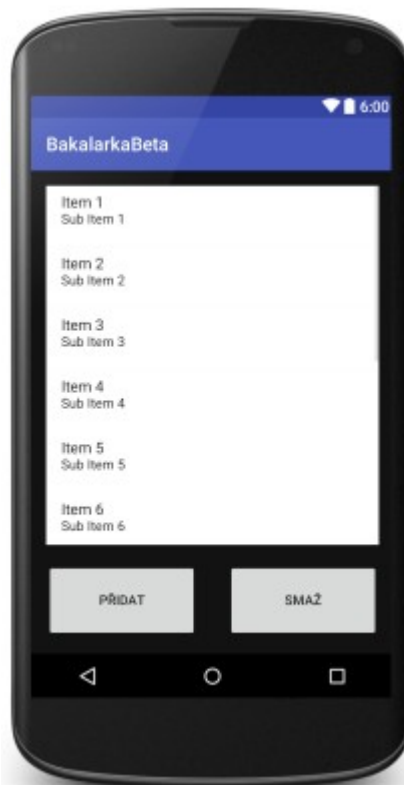 6:00
BakalarkaBeta
Item 1
Sub Item 1
Item 2
Sub Item 2
Item 3
Sub Item 3
Item 4
Sub Item 4
Item 5
Sub Item 5
Item 6
Sub Item 6
PŘIDAT
SMAŽ